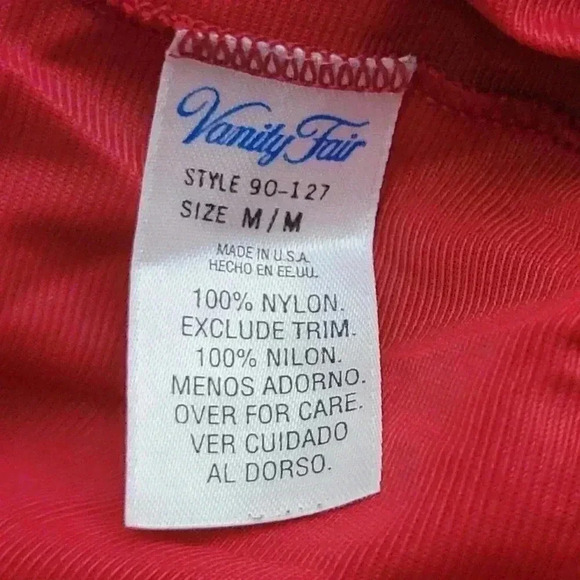 Vanity Fair
STYLE 90-127
SIZE M/M
MADE IN U.S.A.
HECHO EN EE.UU.
100% NYLON.
EXCLUDE TRIM.
100% NILON.
MENOS ADORNO.
OVER FOR CARE.
VER CUIDADO
AL DORSO.